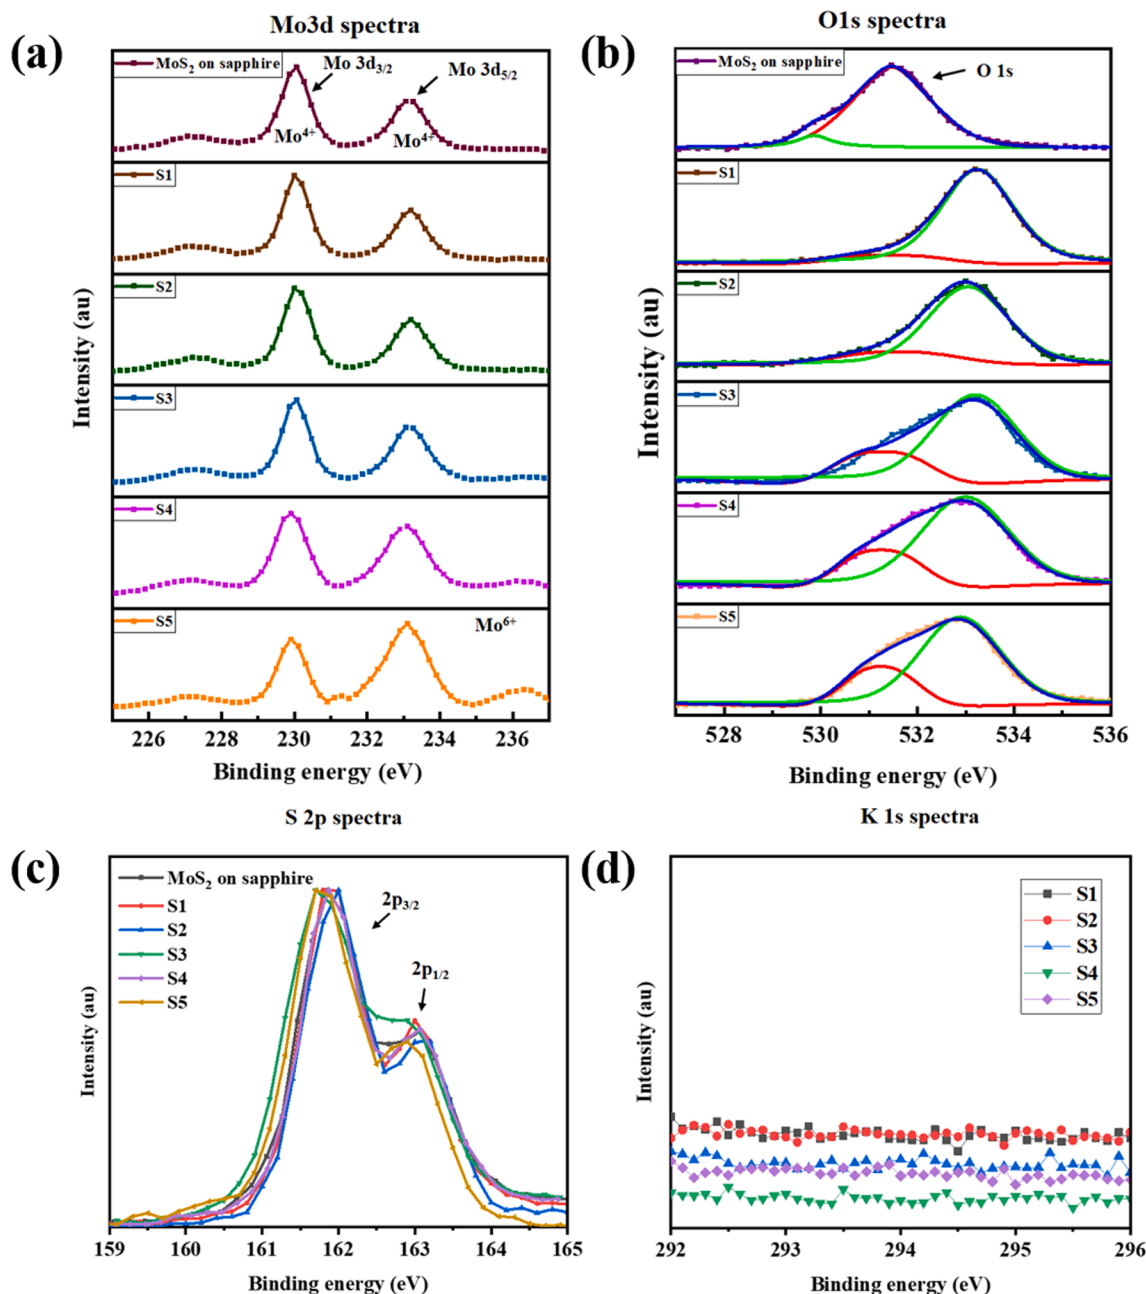 Mo3d spectra
(a)
MoS2 on sapphire
Mo 3d3/2
Mo 3d5/2
Mo4+
Mo4+
S1
S2
S3
S4
S5
Mo6+
Intensity (au)
226 228 230 232 234 236
Binding energy (eV)
O1s spectra
(b)
MoS2 on sapphire
O 1s
S1
S2
S3
S4
S5
Intensity (au)
528 530 532 534 536
Binding energy (eV)
S 2p spectra
(c)
MoS2 on sapphire
S1
S2
S3
S4
S5
2p3/2
2p1/2
Intensity (au)
159 160 161 162 163 164 165
Binding energy (eV)
K 1s spectra
(d)
S1
S2
S3
S4
S5
Intensity (au)
292 293 294 295 296
Binding energy (eV)